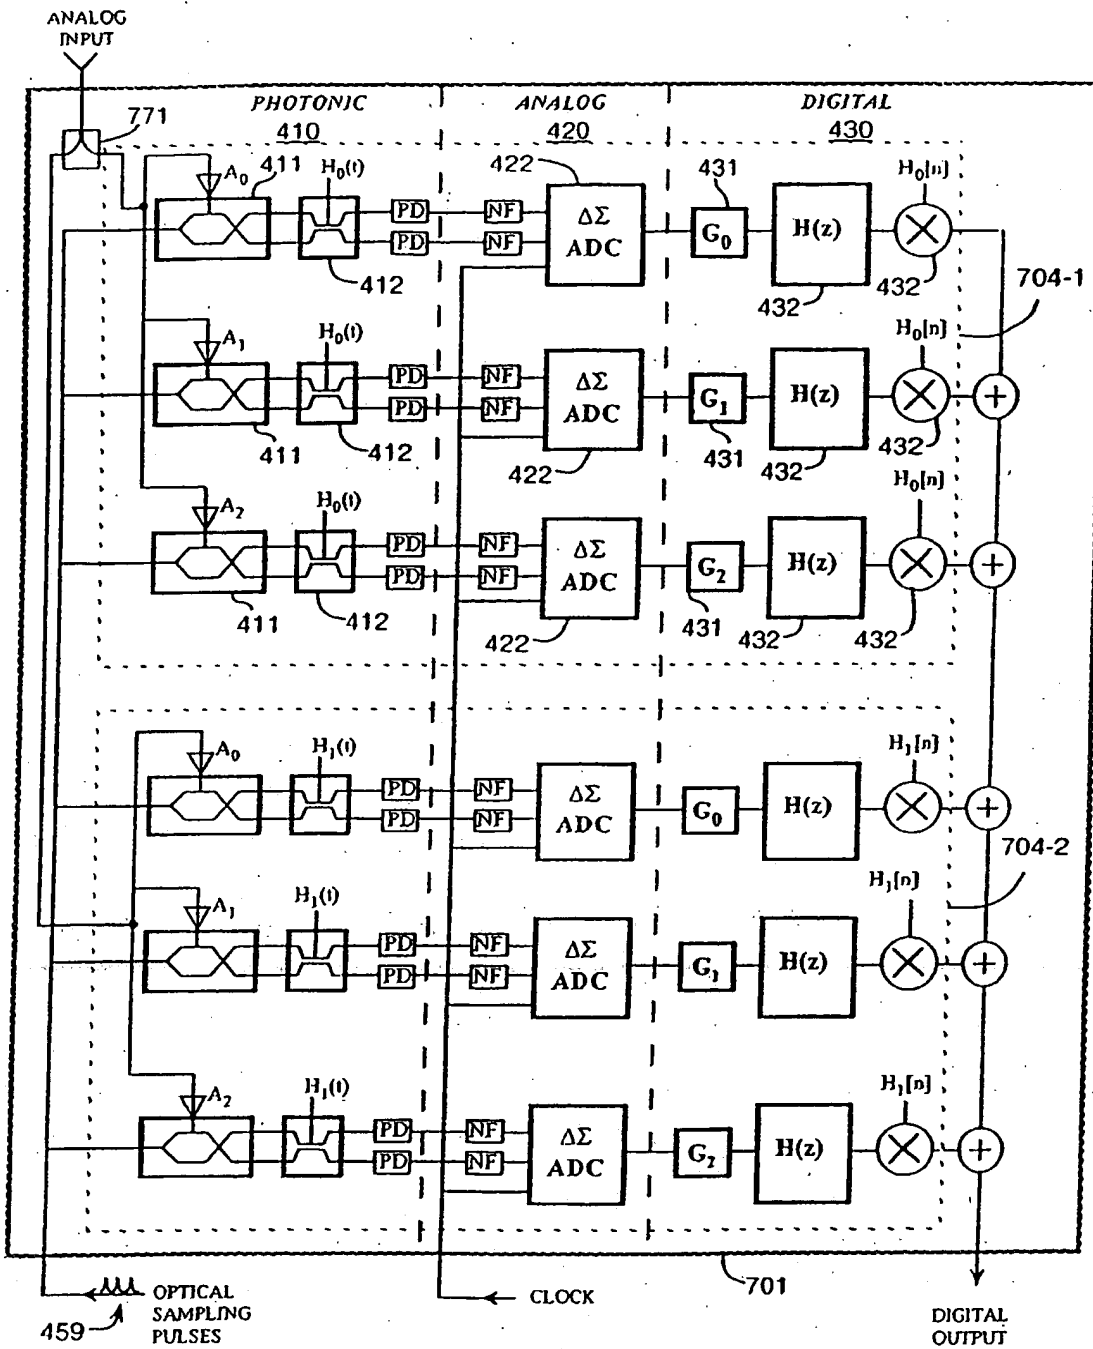 ANALOG
INPUT
771
PHOTONIC
410
ANALOG
420
DIGITAL
430
411
A0
H0(t)
422
431
H0[n]
PD
NF
PD
NF
ΔΣ
ADC
G0
H(z)
412
432
432
704-1
A1
H0(t)
H0[n]
PD
NF
PD
NF
ΔΣ
ADC
G1
H(z)
411
412
422
431
432
432
A2
H0(t)
H0[n]
PD
NF
PD
NF
ΔΣ
ADC
G2
H(z)
411
412
422
431
432
432
A0
H1(t)
H1[n]
PD
NF
PD
NF
ΔΣ
ADC
G0
H(z)
704-2
A1
H1(t)
H1[n]
PD
NF
PD
NF
ΔΣ
ADC
G1
H(z)
A2
H1(t)
H1[n]
PD
NF
PD
NF
ΔΣ
ADC
G2
H(z)
701
459
OPTICAL
SAMPLING
PULSES
CLOCK
DIGITAL
OUTPUT